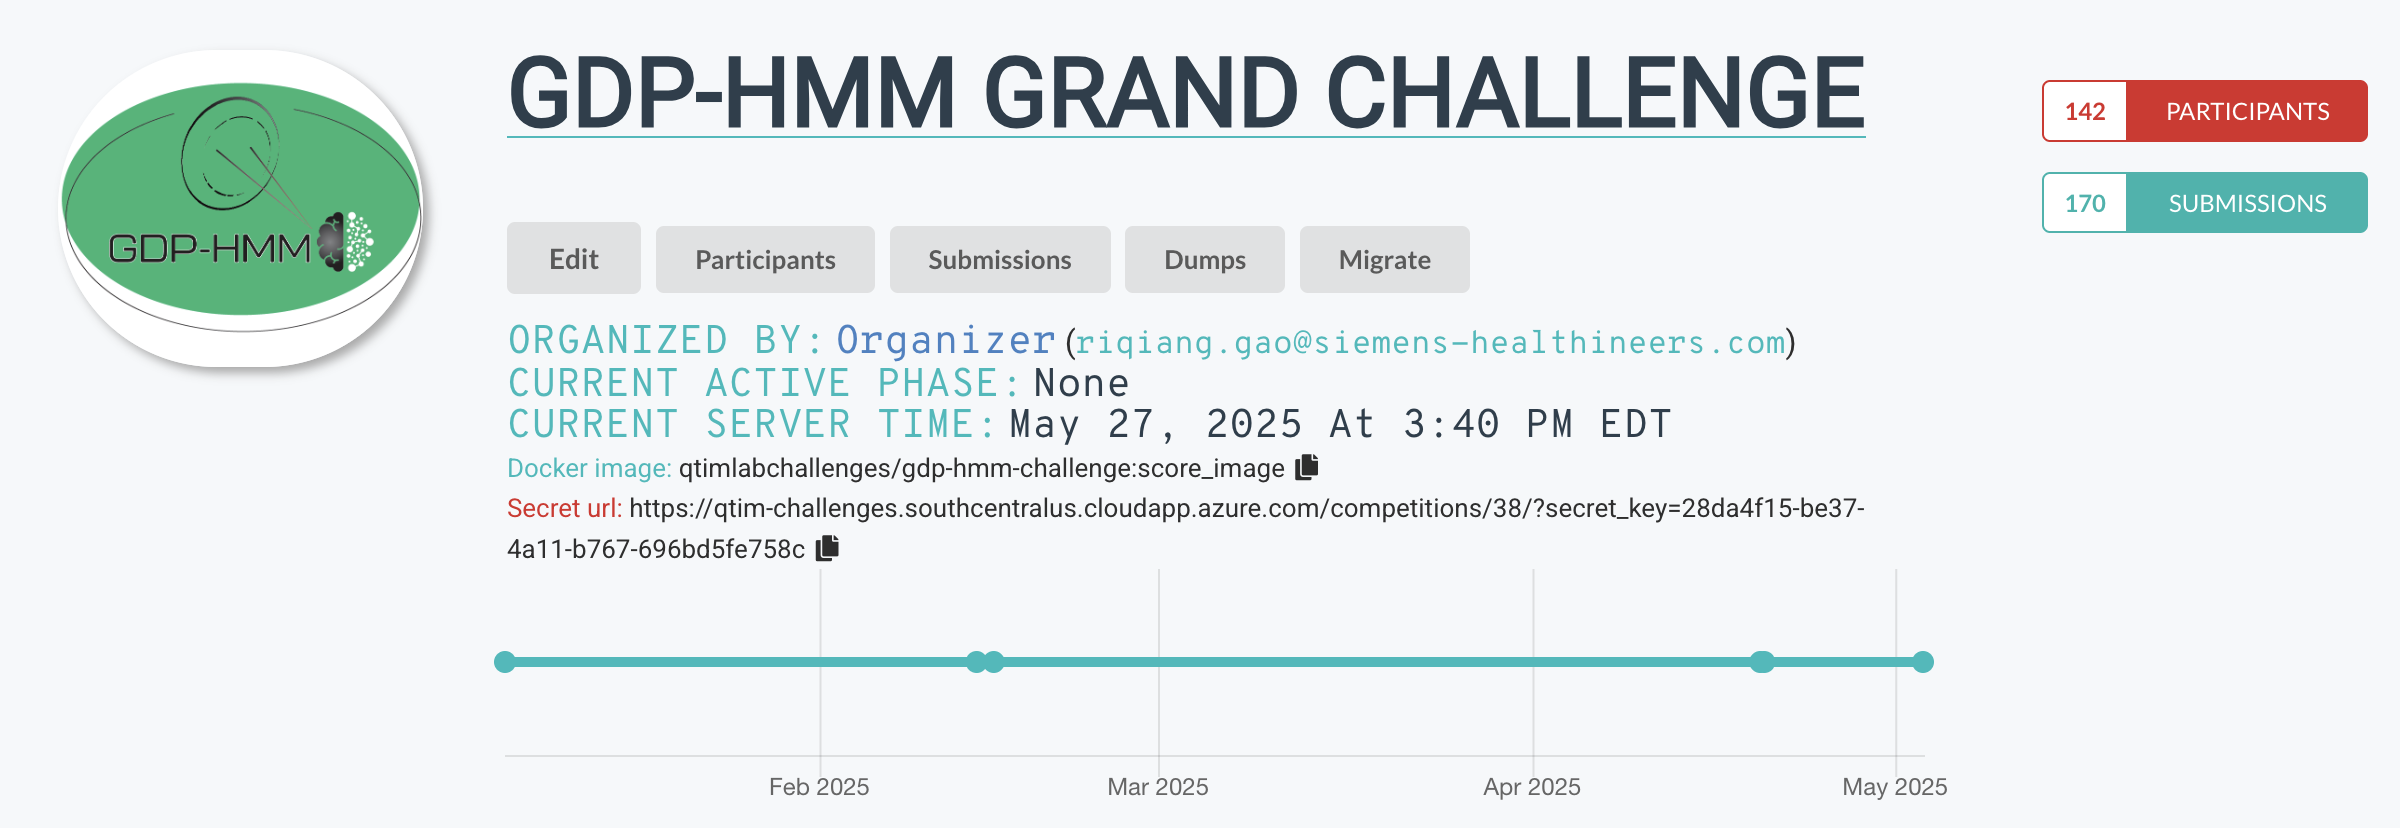 GDP-HMM GRAND CHALLENGE
142 PARTICIPANTS
170 SUBMISSIONS
GDP-HMM
Edit Participants Submissions Dumps Migrate
ORGANIZED BY: Organizer (riqiang.gao@siemens-healthineers.com)
CURRENT ACTIVE PHASE: None
CURRENT SERVER TIME: May 27, 2025 At 3:40 PM EDT
Docker image: qtimlabchallenges/gdp-hmm-challenge:score_image
Secret url: https://qtim-challenges.southcentralus.cloudapp.azure.com/competitions/38/?secret_key=28da4f15-be37-
4a11-b767-696bd5fe758c
Feb 2025 Mar 2025 Apr 2025 May 2025